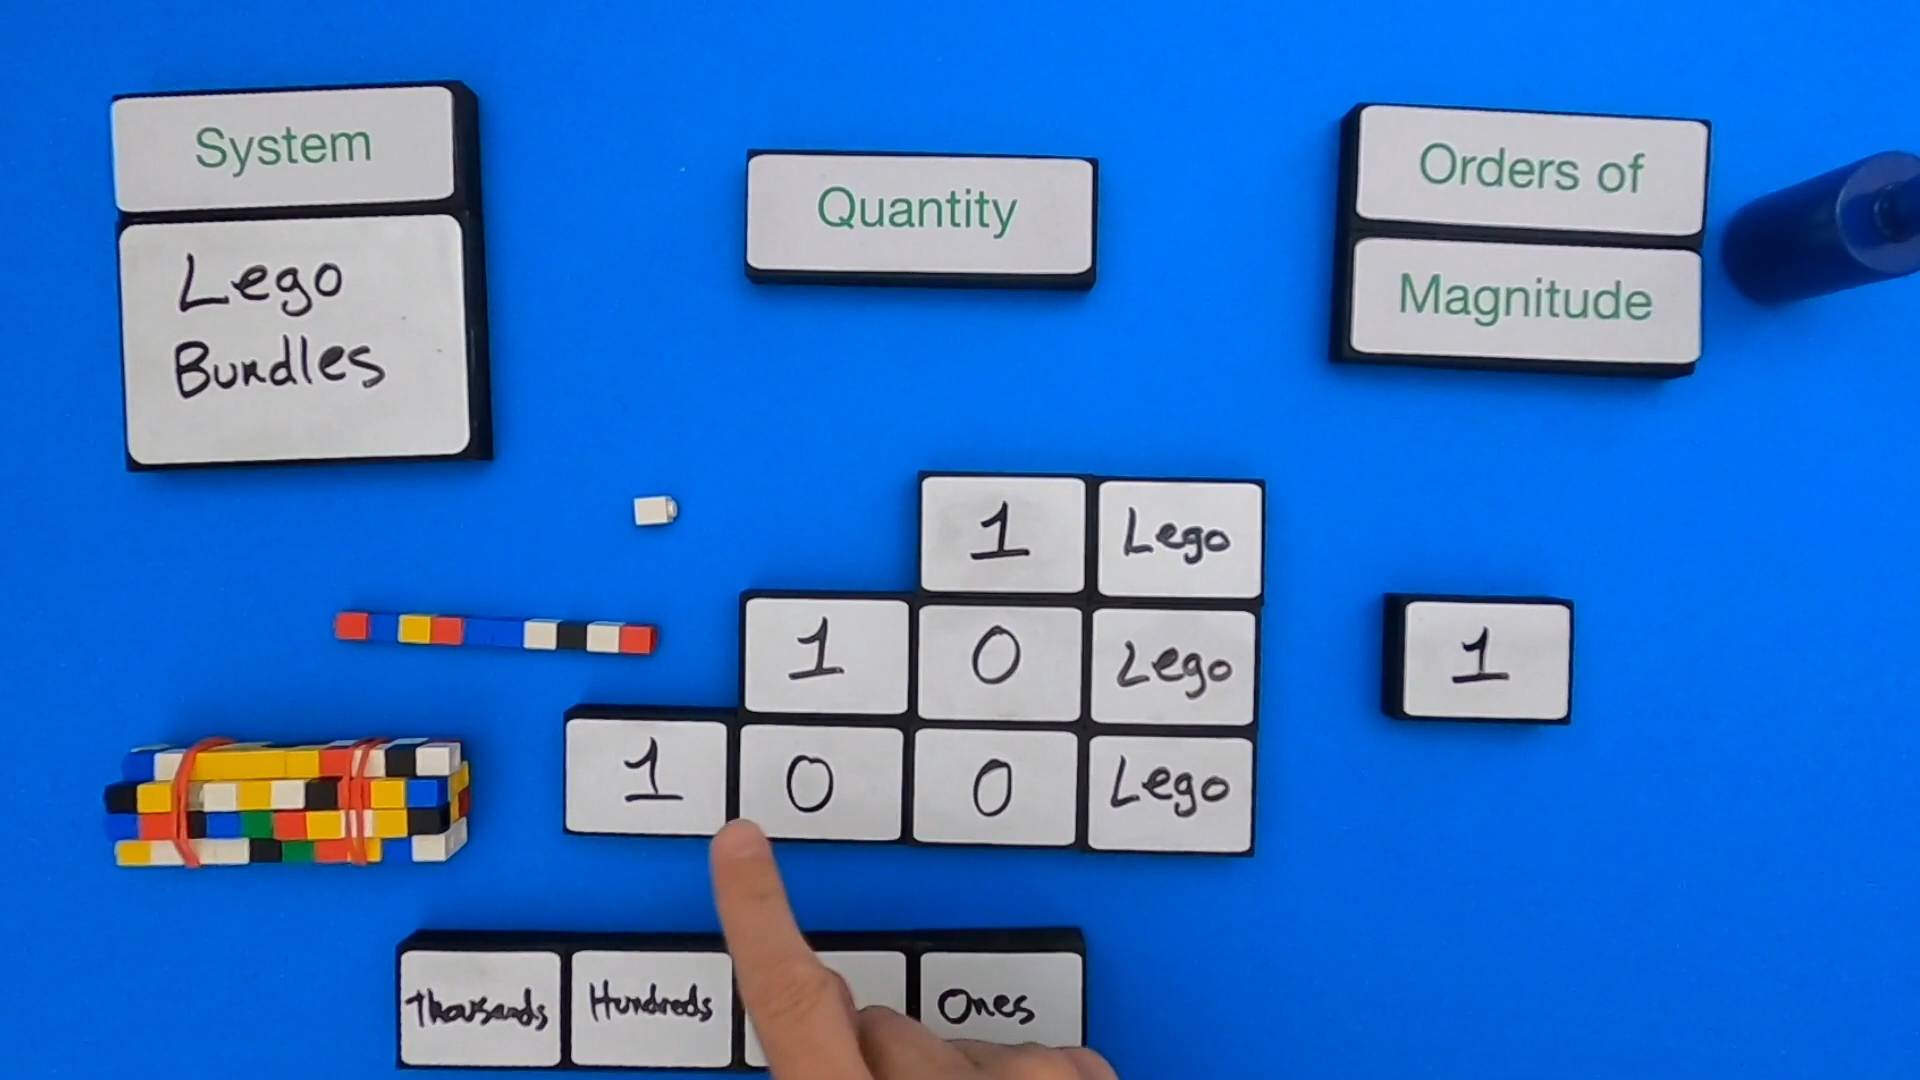 System
Lego
Bundles
Quantity
Orders of
Magnitude
1 Lego
1 0 Lego
1
1 0 0 Lego
Thousands Hundreds Ones